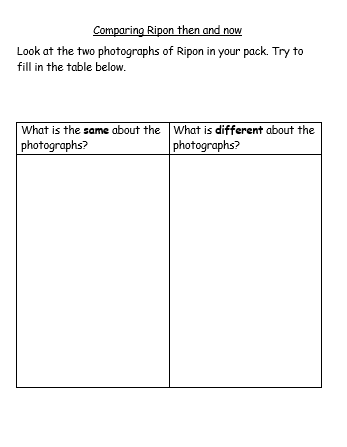 Comparing Ripon then and now
Look at the two photographs of Ripon in your pack. Try to
fill in the table below.
What is the same about the
photographs?
What is different about the
photographs?